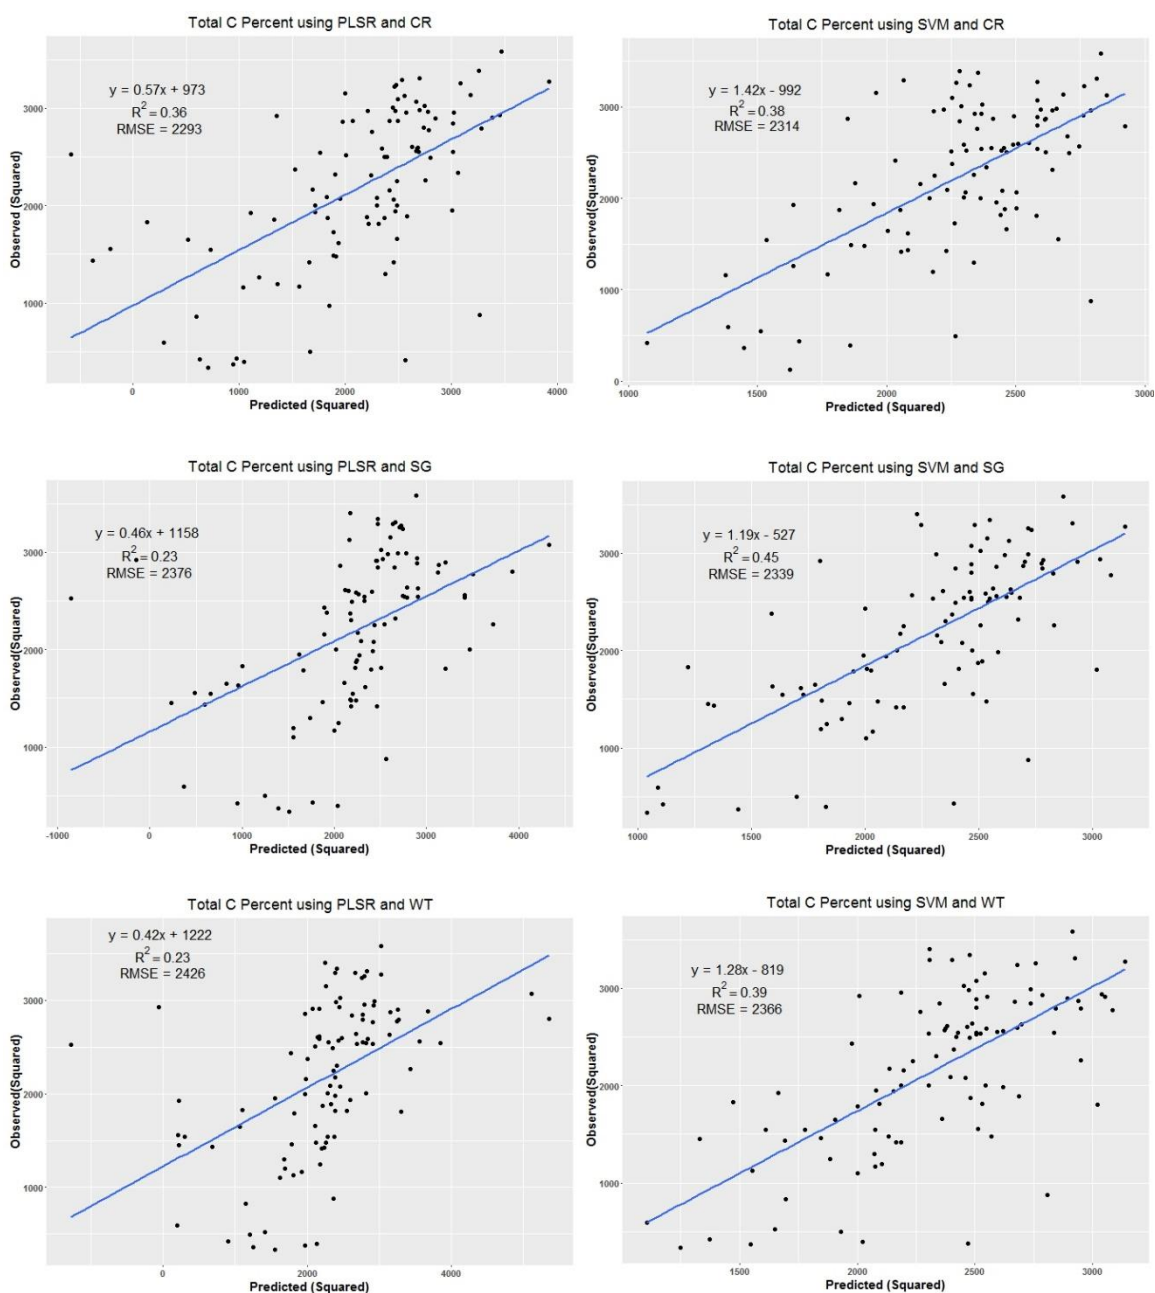 Total C Percent using PLSR and CR
y = 0.57x + 973
R² = 0.36
RMSE = 2293
3000
2000
1000
Observed(Squared)
0
1000
2000
3000
4000
Predicted (Squared)
Total C Percent using SVM and CR
y = 1.42x - 992
R² = 0.38
RMSE = 2314
3000
2000
1000
0
Observed(Squared)
1000
1500
2000
2500
3000
Predicted (Squared)
Total C Percent using PLSR and SG
y = 0.46x + 1158
R² = 0.23
RMSE = 2376
3000
2000
1000
Observed(Squared)
-1000
0
1000
2000
3000
4000
Predicted (Squared)
Total C Percent using SVM and SG
y = 1.19x - 527
R² = 0.45
RMSE = 2339
3000
2000
1000
Observed(Squared)
1000
1500
2000
2500
3000
Predicted (Squared)
Total C Percent using PLSR and WT
y = 0.42x + 1222
R² = 0.23
RMSE = 2426
3000
2000
1000
Observed(Squared)
0
2000
4000
Predicted (Squared)
Total C Percent using SVM and WT
y = 1.28x - 819
R² = 0.39
RMSE = 2366
3000
2000
1000
Observed(Squared)
1500
2000
2500
3000
Predicted (Squared)